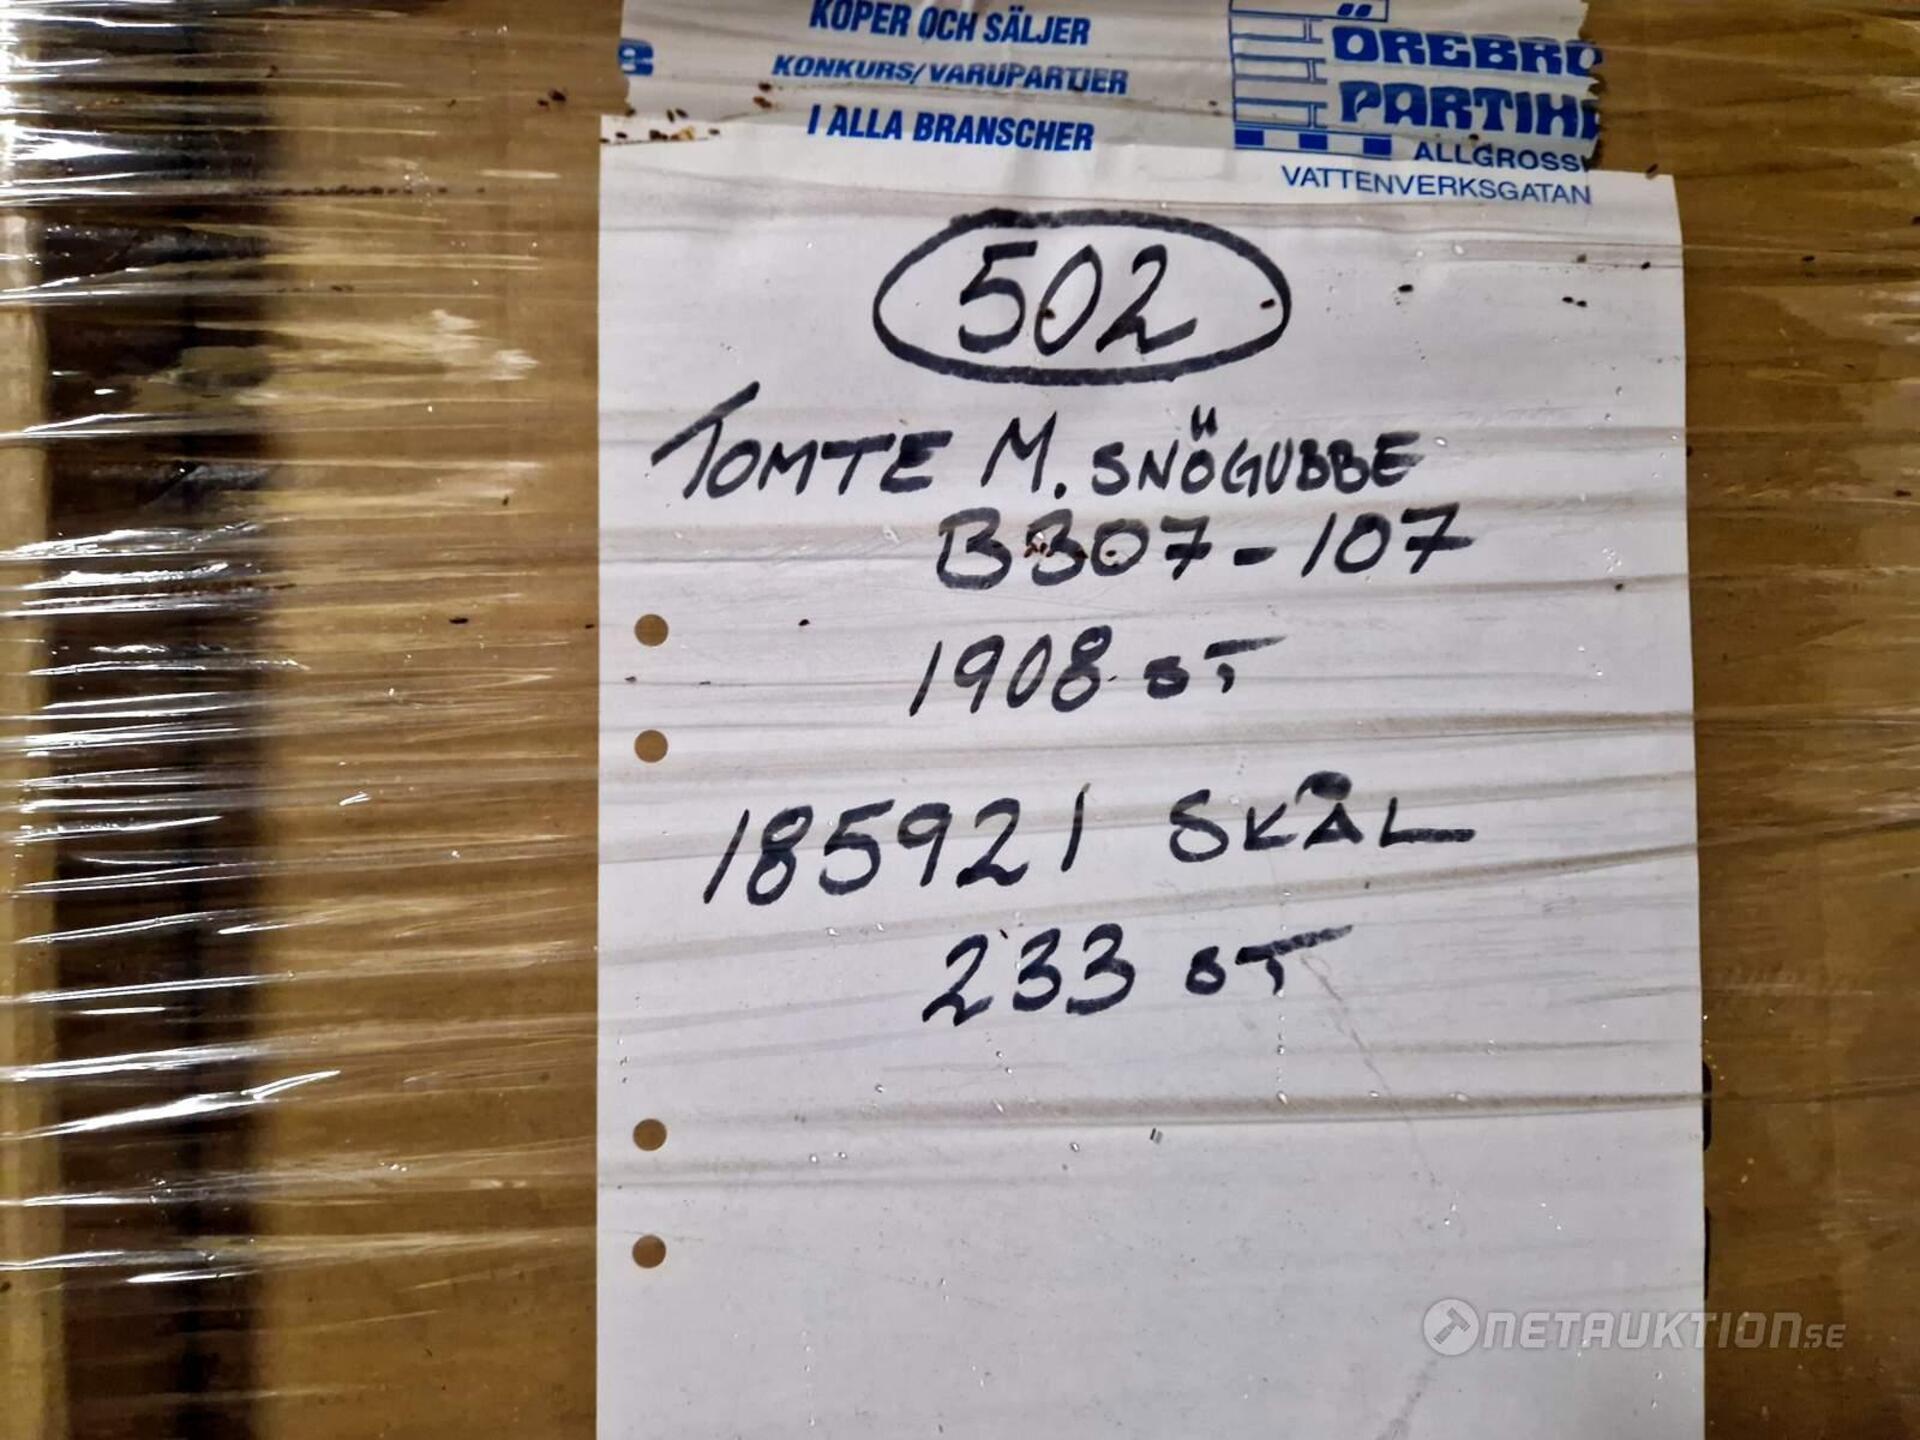 KÖPER OCH SÄLJER
KONKURS/VARUPARTIER
I ALLA BRANSCHER
ÖREBRO
PARTIH
ALLGROSS
VATTENVERKSGATAN
502
TOMTE M. SNÖGUBBE
B307-107
1908 ST
185921 SKÅL
233 ST
NETAUKTION.SE